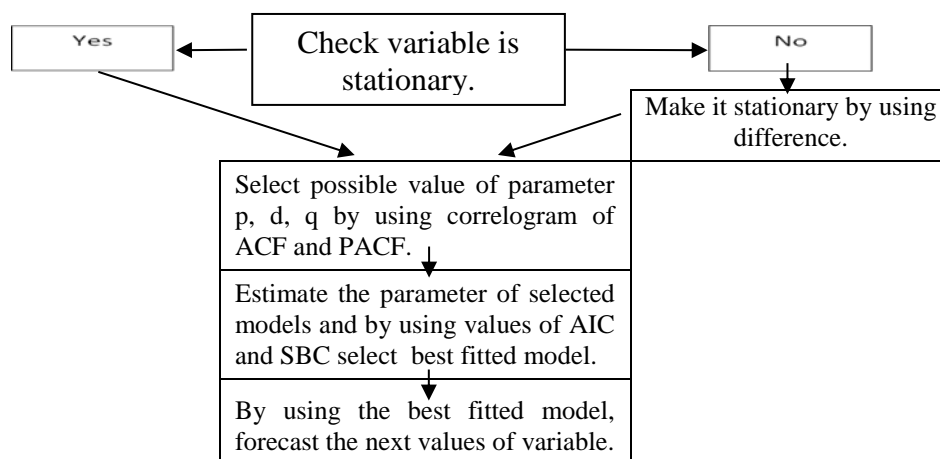 Yes
Check variable is
stationary.
No
Make it stationary by using
difference.
Select possible value of parameter
p, d, q by using correlogram of
ACF and PACF.
Estimate the parameter of selected
models and by using values of AIC
and SBC select best fitted model.
By using the best fitted model,
forecast the next values of variable.